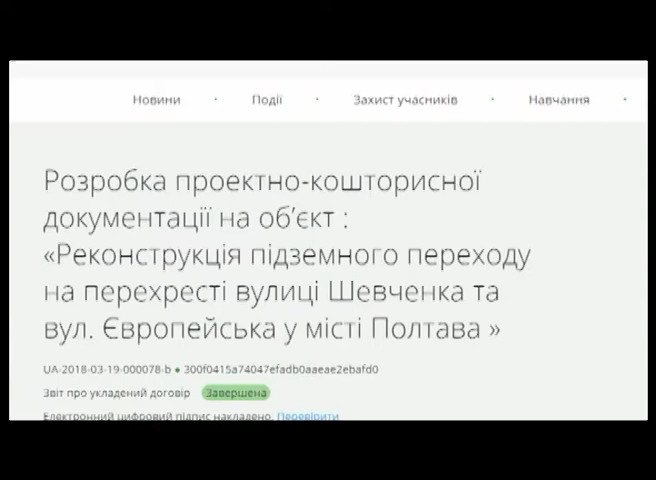 Новини · Події · Захист учасників · Навчання ·
Розробка проектно-кошторисної
документації на об’єкт :
«Реконструкція підземного переходу
на перехресті вулиці Шевченка та
вул. Європейська у місті Полтава »
UA-2018-03-19-000078-b ● 300f0415a74047efadb0aaeae2ebafd0
Звіт про укладений договір Завершена
Електронний цифровий підпис накладено. Перевірити